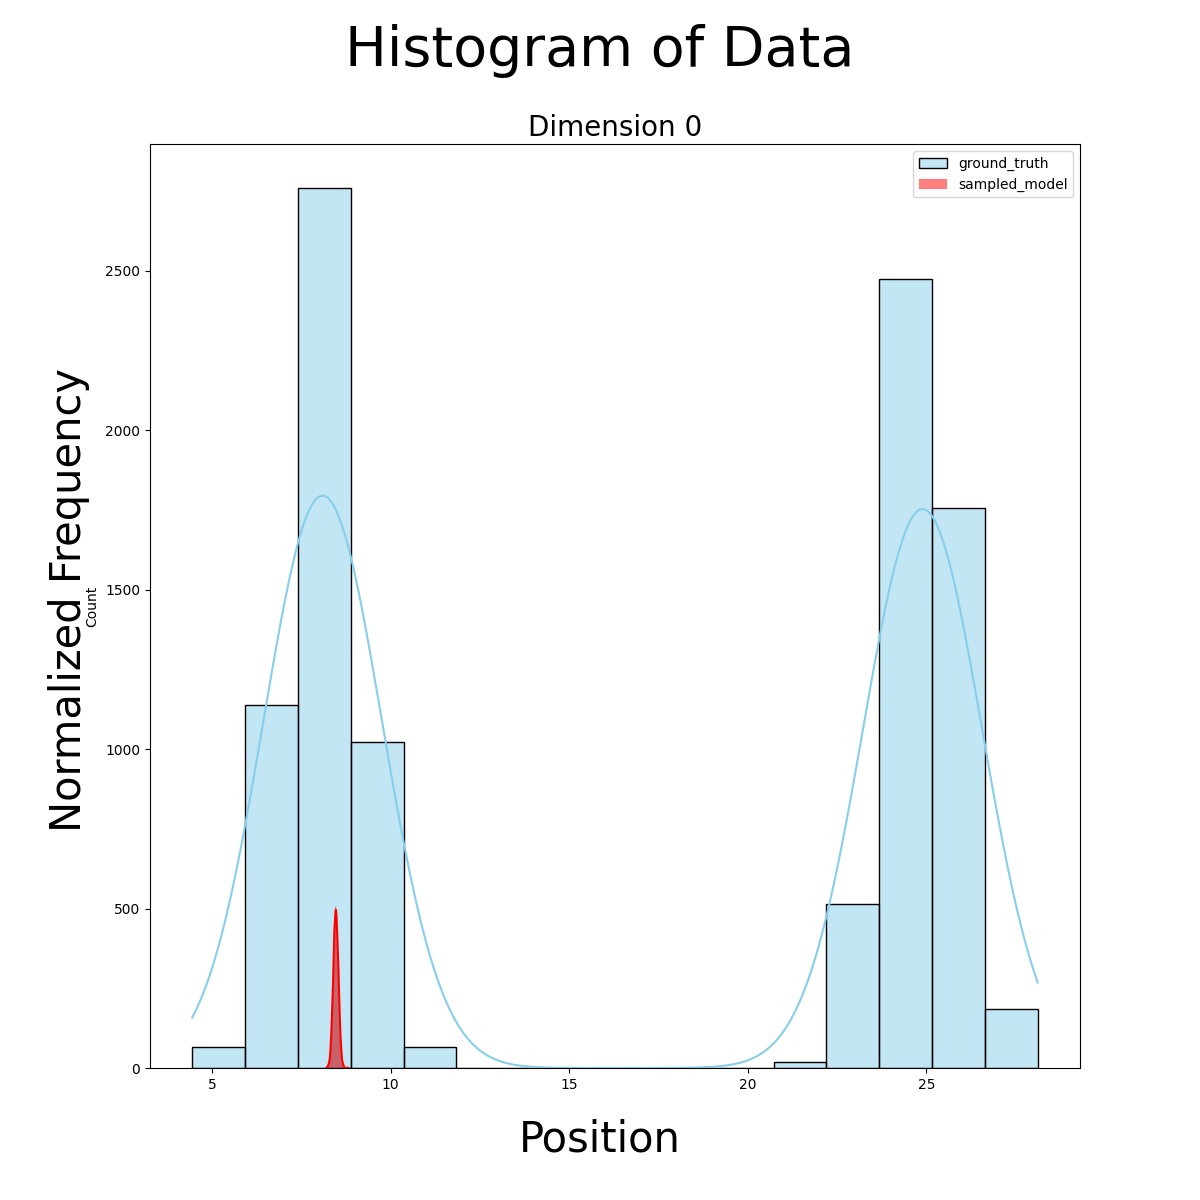 Histogram of Data
Dimension 0
ground_truth
sampled_model
Normalized Frequency
Count
2500
2000
1500
1000
500
0
5
10
15
20
25
Position